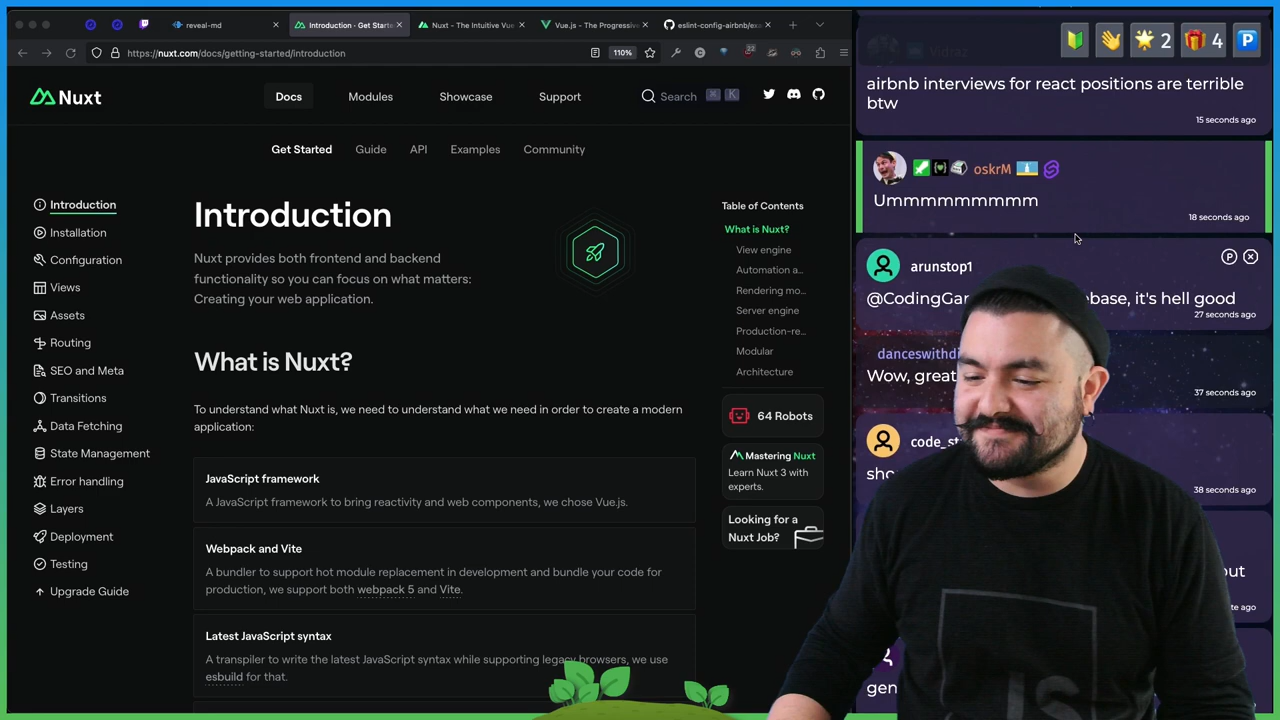 reveal-md
Introduction · Get Starte
Nuxt - The Intuitive Vue
Vue.js - The Progressive
eslint-config-airbnb/exa
https://nuxt.com/docs/getting-started/introduction
110%
Nuxt
Docs
Modules
Showcase
Support
Search
⌘ K
Get Started
Guide
API
Examples
Community
Introduction
Installation
Configuration
Views
Assets
Routing
SEO and Meta
Transitions
Data Fetching
State Management
Error handling
Layers
Deployment
Testing
Upgrade Guide
Introduction
Nuxt provides both frontend and backend
functionality so you can focus on what matters:
Creating your web application.
What is Nuxt?
To understand what Nuxt is, we need to understand what we need in order to create a modern
application:
JavaScript framework
A JavaScript framework to bring reactivity and web components, we chose Vue.js.
Webpack and Vite
A bundler to support hot module replacement in development and bundle your code for
production, we support both webpack 5 and Vite.
Latest JavaScript syntax
A transpiler to write the latest JavaScript syntax while supporting legacy browsers, we use
esbuild for that.
Table of Contents
What is Nuxt?
View engine
Automation a...
Rendering mo...
Server engine
Production-re...
Modular
Architecture
64 Robots
Mastering Nuxt
Learn Nuxt 3 with
experts.
Looking for a
Nuxt Job?
2
4
P
airbnb interviews for react positions are terrible
btw
15 seconds ago
oskrM
Ummmmmmmmm
18 seconds ago
arunstop1
P
@CodingGar
ebase, it's hell good
27 seconds ago
danceswithdi
Wow, great
37 seconds ago
code_st
sho
38 seconds ago
out
te ago
gen
JS